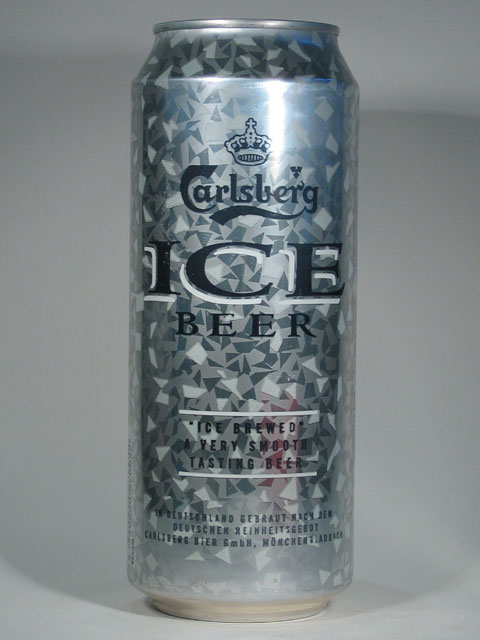 Carlsberg
ICE
BEER
"ICE BREWED"
A VERY SMOOTH
TASTING BEER
IN DEUTSCHLAND GEBRAUT NACH DEM
DEUTSCHEN REINHEITSGEBOT
CARLSBERG BIER GmbH, MÖNCHENGLADBACH